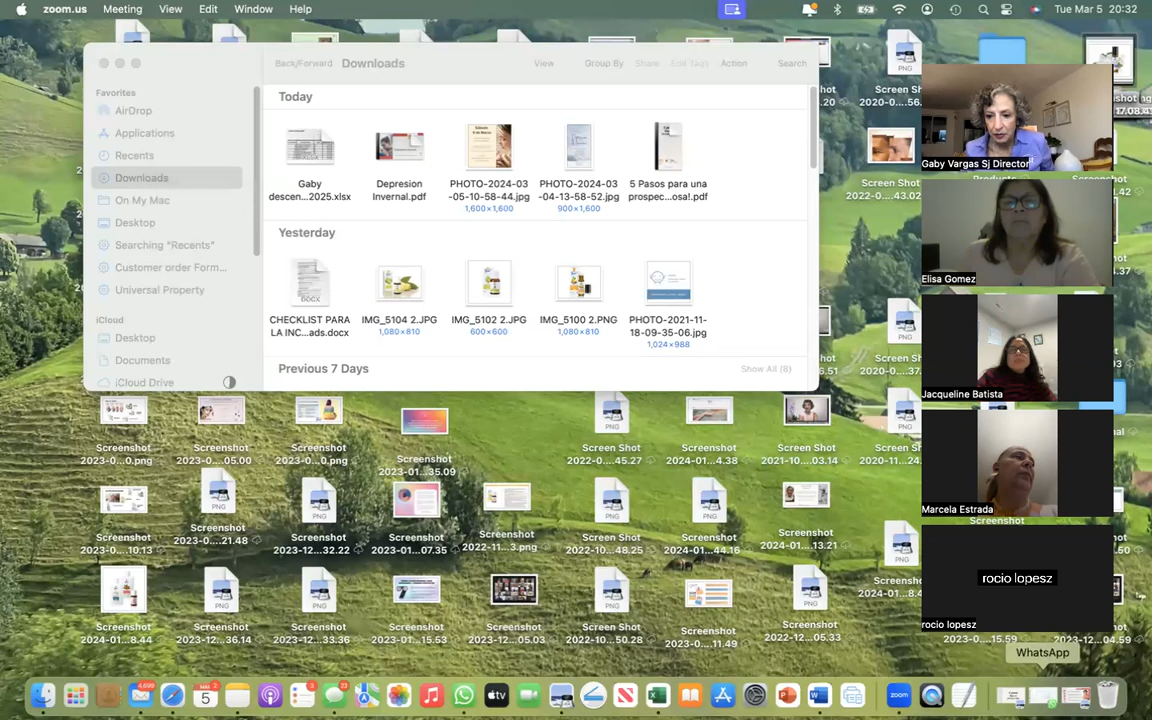 zoom.us Meeting View Edit Window Help
Tue Mar 5 20:32
Back/Forward Downloads View Group By Share Edit Tags Action Search
Favorites
AirDrop
Applications
Recents
Downloads
On My Mac
Desktop
Searching "Recents"
Customer order Form...
Universal Property
iCloud
Desktop
Documents
iCloud Drive
Today
Gaby
descen...2025.xlsx
Depresion
Invernal.pdf
PHOTO-2024-03
-05-10-58-44.jpg
1,600×1,600
PHOTO-2024-03
-04-13-58-52.jpg
900×1,600
5 Pasos para una
prospec...osa!.pdf
Yesterday
CHECKLIST PARA
LA INC...ads.docx
IMG_5104 2.JPG
1,080×810
IMG_5102 2.JPG
600×600
IMG_5100 2.PNG
1,080×810
PHOTO-2021-11-
18-09-35-06.jpg
1,024×988
Previous 7 Days
Show All (8)
Screen Shot
2020-0...56.
Screen Shot
2022-0...43.02
Gaby Vargas Sj Director
Elisa Gomez
Jacqueline Batista
Marcela Estrada
rocio lopesz
rocio lopesz
Screenshot
2023-0...0.png
Screenshot
2023-0...05.00
Screenshot
2023-0...0.png
Screenshot
2023-01...35.09
Screen Shot
2022-0...45.27
Screenshot
2024-01...4.38
Screen Shot
2021-10...03.14
Screen Shot
2020-11...24.
Screenshot
2023-0...10.13
Screenshot
2023-0...21.48
Screenshot
2023-12...32.22
Screenshot
2023-01...07.35
Screenshot
2022-11...3.png
Screen Shot
2022-10...48.25
Screenshot
2024-01...44.16
Screenshot
2024-01...13.21
Screenshot
2024-01...8.44
Screenshot
2023-12...36.14
Screenshot
2023-12...33.36
Screenshot
2023-01...15.53
Screenshot
2023-12...05.03
Screen Shot
2022-10...50.28
Screenshot
2023-0...11.49
Screenshot
2022-12...05.33
2023-0...15.59
2023-12...04.59
WhatsApp